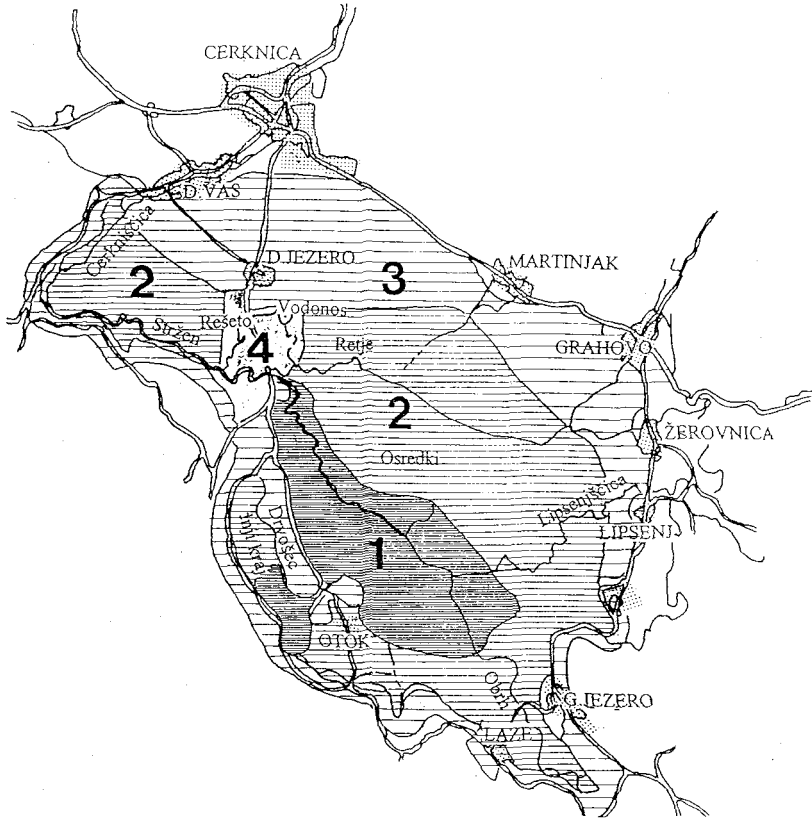 CERKNICA
D.VAS
Cerkniščica
D.JEZERO
MARTINJAK
2
3
Rešeto
Vodonos
Stržen
4
Retje
GRAHOVO
2
ŽEROVNICA
Osredki
Lipsenjščica
Drvošec
LIPSENJ
1
OTOK
Obrh
G.JEZERO
LAZE